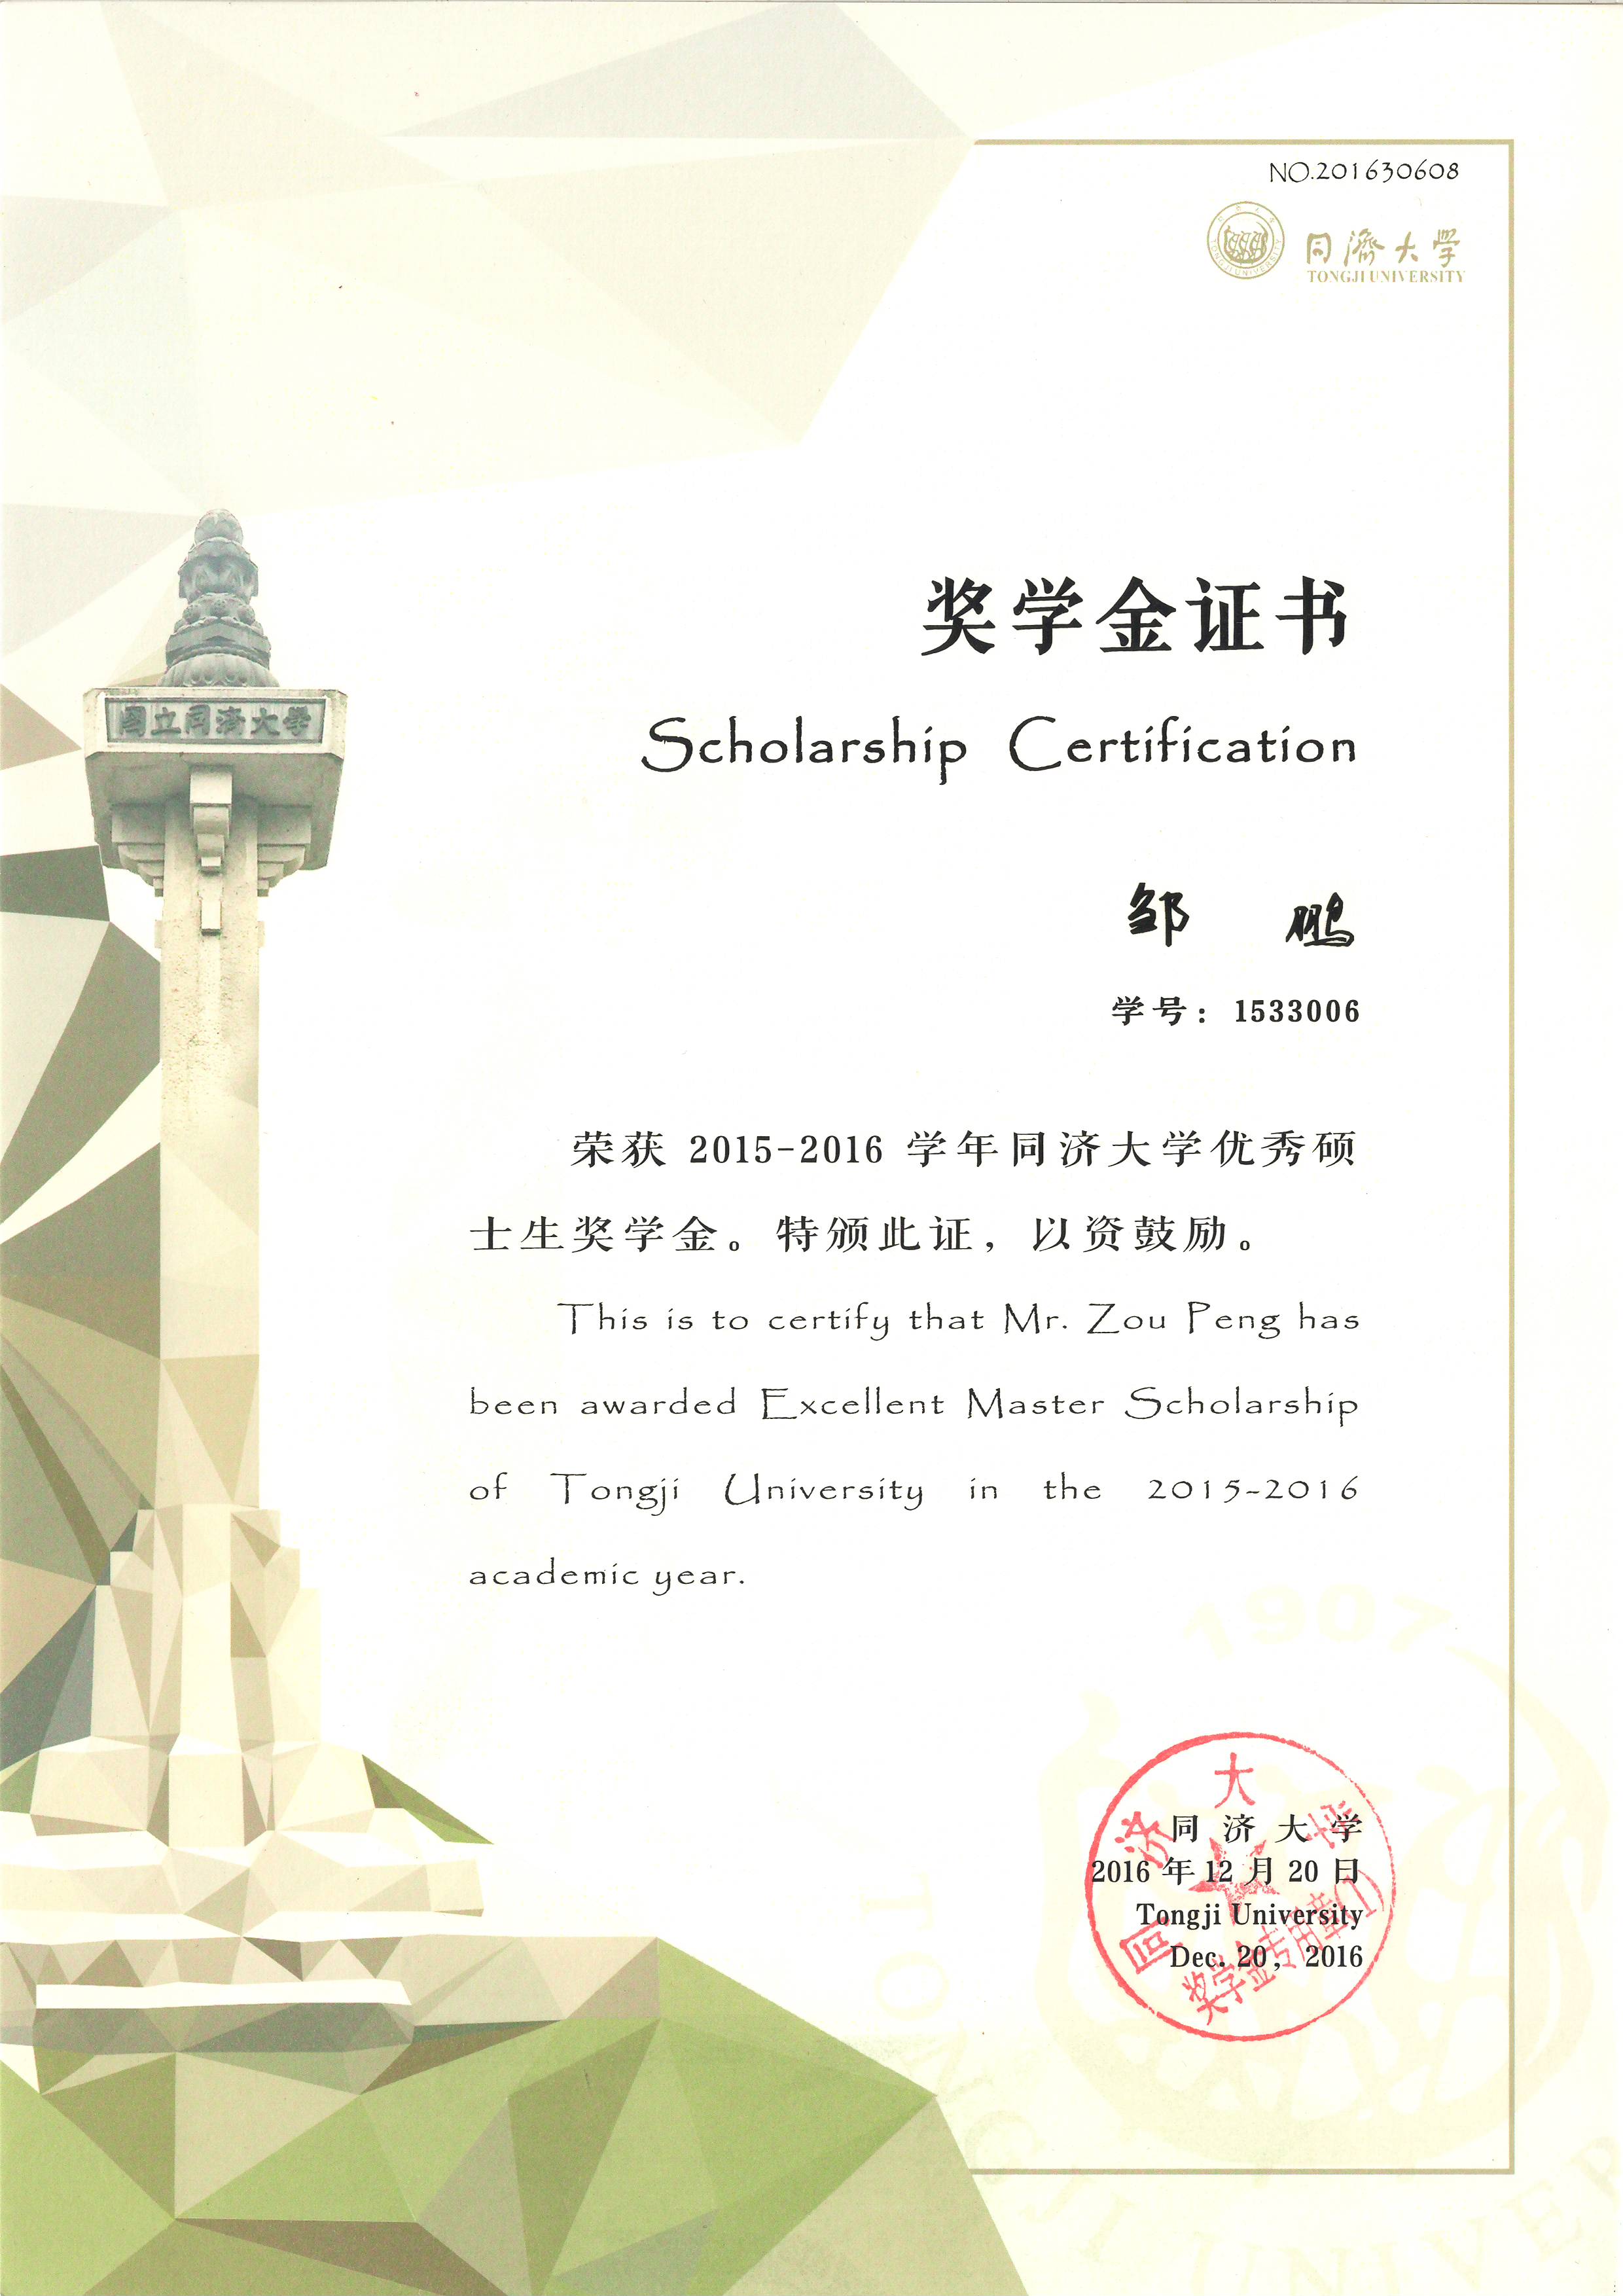 NO.201630608
同濟大學
TONGJI UNIVERSITY
國立同濟大學
奖学金证书
Scholarship Certification
邹 鹏
学号：1533006
荣获 2015-2016 学年同济大学优秀硕
士生奖学金。特颁此证，以资鼓励。
This is to certify that Mr. Zou Peng has
been awarded Excellent Master Scholarship
of Tongji University in the 2015-2016
academic year.
1907
同济大学
同济大学
2016 年 12 月 20 日
Tongji University
Dec. 20, 2016
奖学金专用章(1)
TONGJI UNIVER